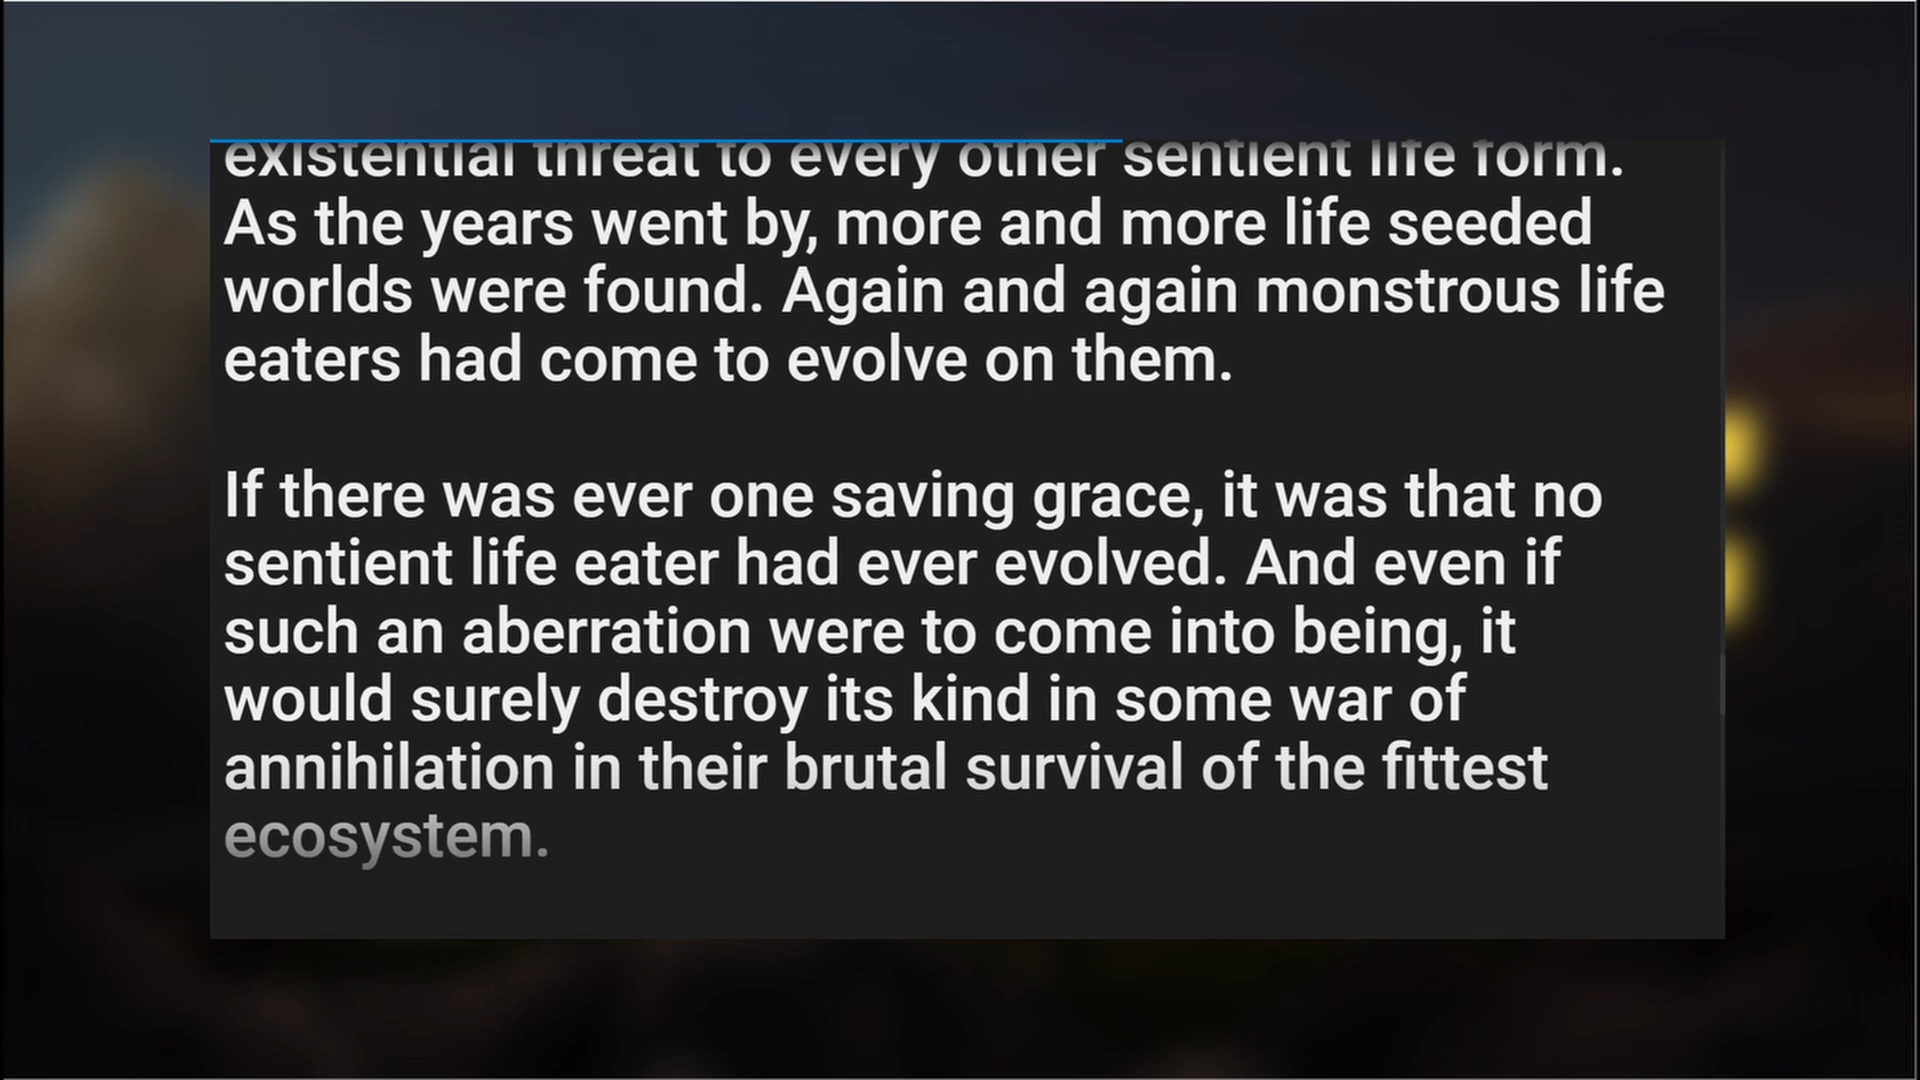 existential threat to every other sentient life form.
As the years went by, more and more life seeded
worlds were found. Again and again monstrous life
eaters had come to evolve on them.
If there was ever one saving grace, it was that no
sentient life eater had ever evolved. And even if
such an aberration were to come into being, it
would surely destroy its kind in some war of
annihilation in their brutal survival of the fittest
ecosystem.